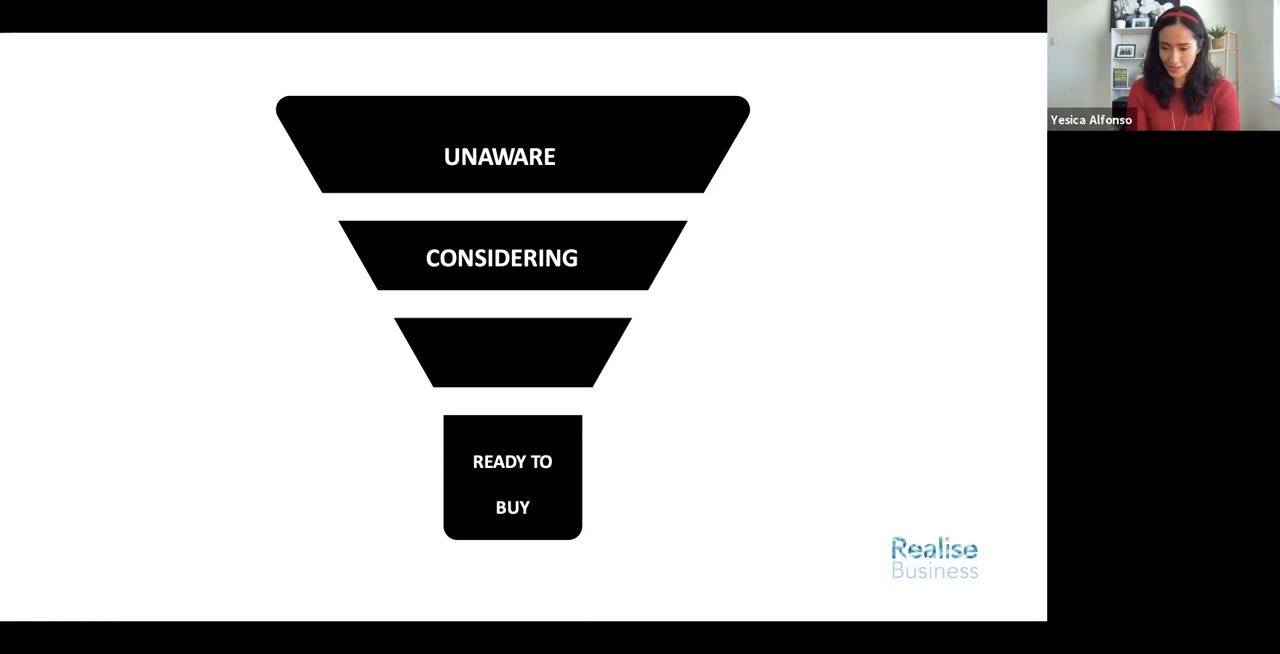 UNAWARE
CONSIDERING
READY TO
BUY
Realise
Business
Yesica Alfonso